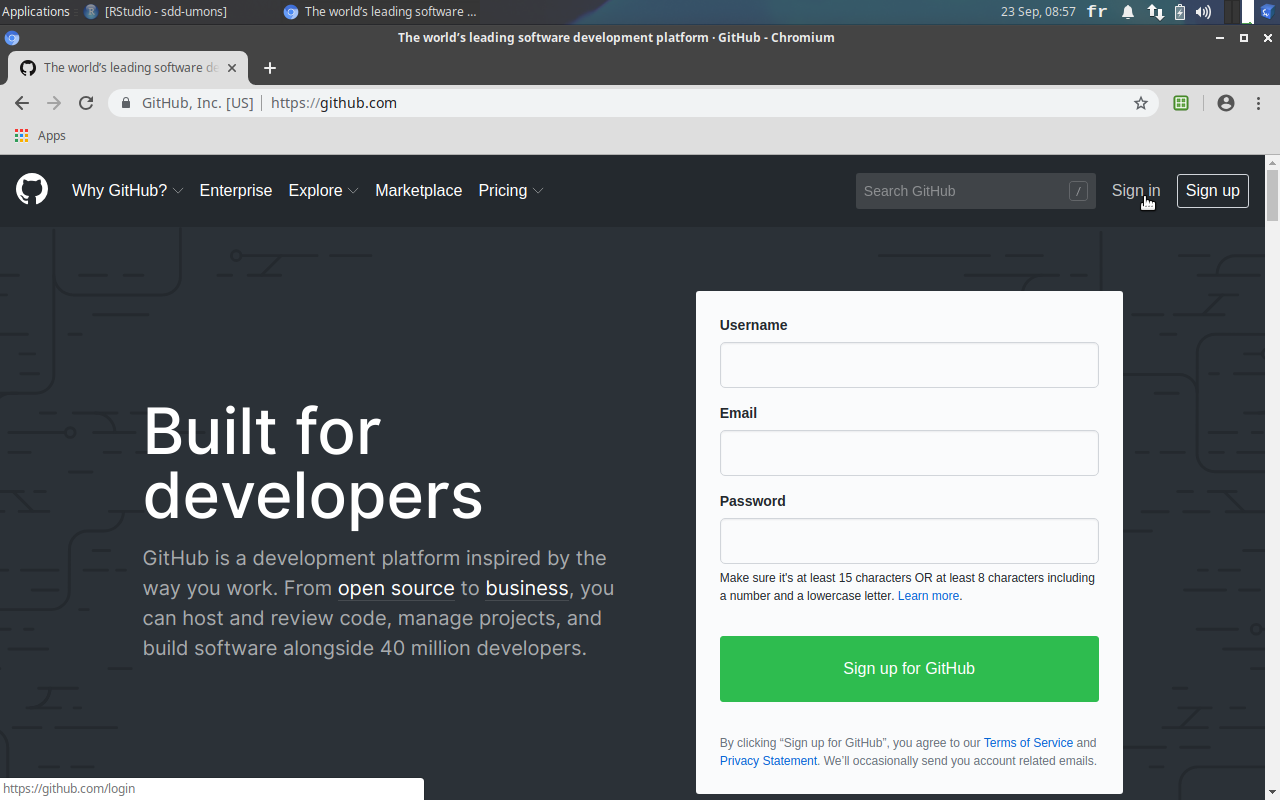 Applications [RStudio - sdd-umons] The world's leading software ... 23 Sep, 08:57 fr
The world's leading software development platform · GitHub - Chromium
The world's leading software de
GitHub, Inc. [US] https://github.com
Apps
Why GitHub? Enterprise Explore Marketplace Pricing Search GitHub / Sign in Sign up
Username
Email
Built for
developers
Password
GitHub is a development platform inspired by the
way you work. From open source to business, you
can host and review code, manage projects, and
build software alongside 40 million developers.
Make sure it's at least 15 characters OR at least 8 characters including
a number and a lowercase letter. Learn more.
Sign up for GitHub
By clicking “Sign up for GitHub”, you agree to our Terms of Service and
Privacy Statement. We'll occasionally send you account related emails.
https://github.com/login